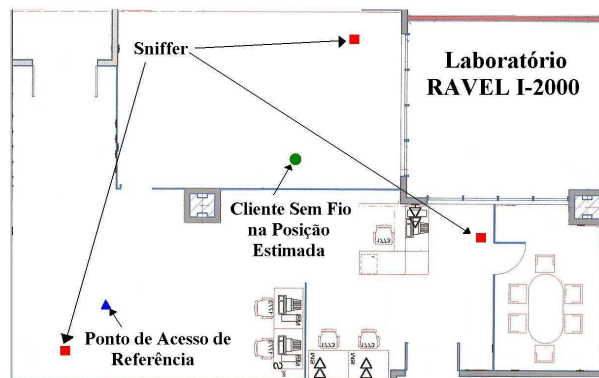 Sniffer
Laboratório
RAVEL I-2000
Cliente Sem Fio
na Posição
Estimada
Ponto de Acesso de
Referência